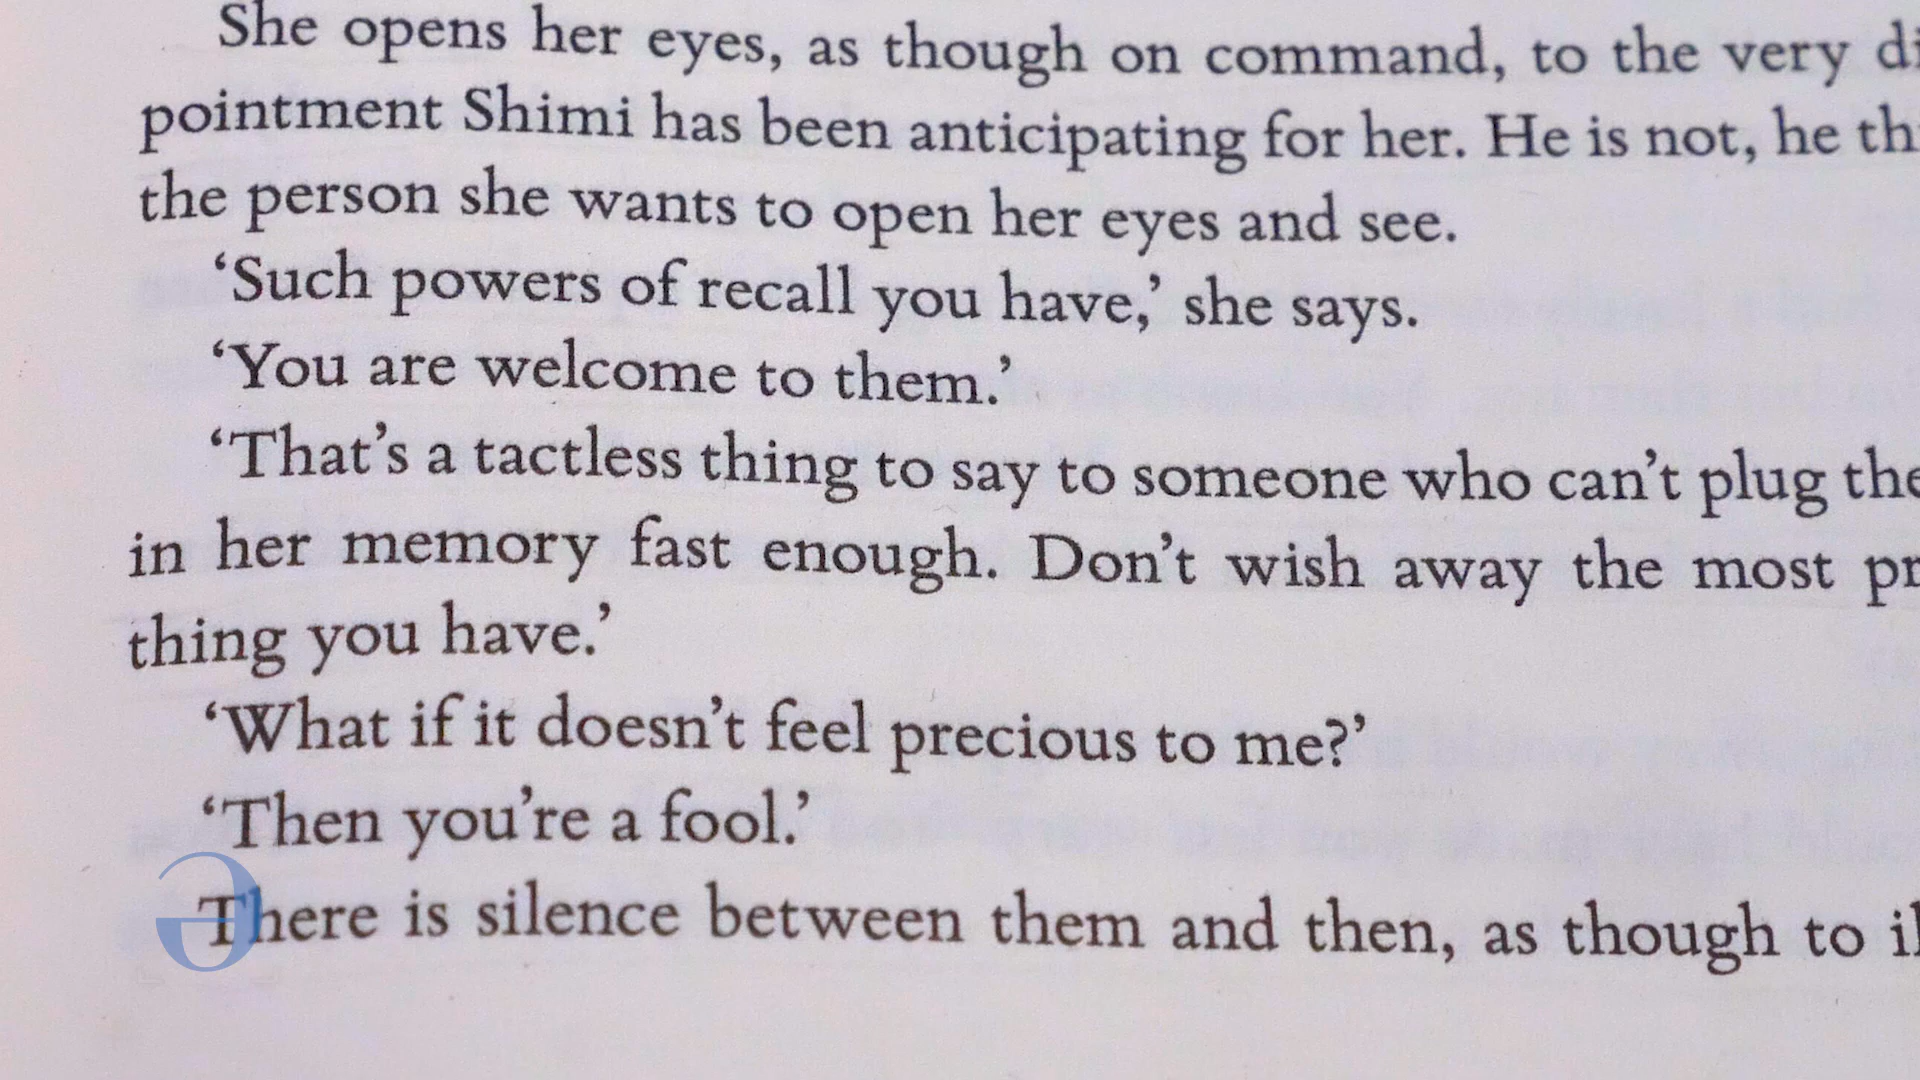 She opens her eyes, as though on command, to the very di
pointment Shimi has been anticipating for her. He is not, he th
the person she wants to open her eyes and see.
‘Such powers of recall you have,’ she says.
‘You are welcome to them.’
‘That’s a tactless thing to say to someone who can’t plug the
in her memory fast enough. Don’t wish away the most pr
thing you have.’
‘What if it doesn’t feel precious to me?’
‘Then you’re a fool.’
There is silence between them and then, as though to il
Ə